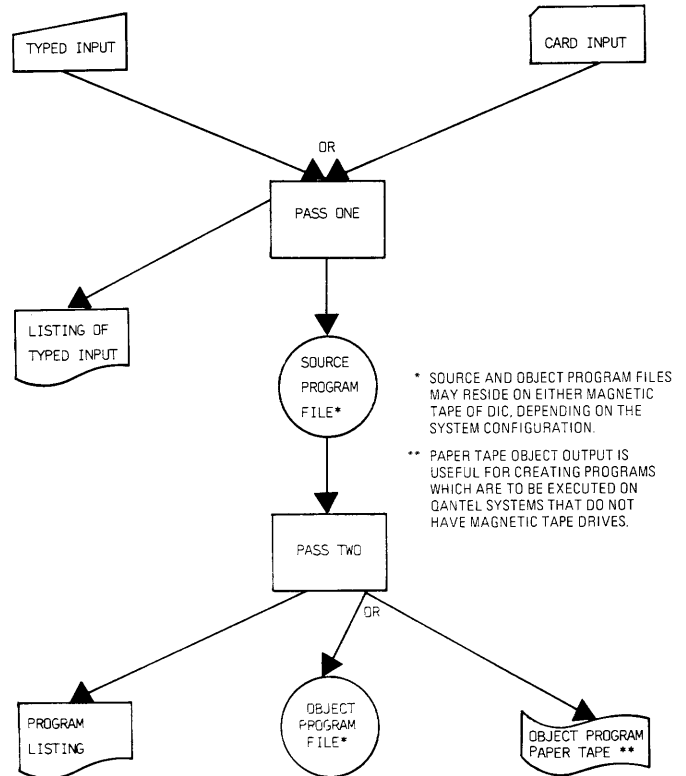 TYPED INPUT
CARD INPUT
OR
PASS ONE
LISTING OF
TYPED INPUT
SOURCE
PROGRAM
FILE*
* SOURCE AND OBJECT PROGRAM FILES
MAY RESIDE ON EITHER MAGNETIC
TAPE OF DIC, DEPENDING ON THE
SYSTEM CONFIGURATION.
** PAPER TAPE OBJECT OUTPUT IS
USEFUL FOR CREATING PROGRAMS
WHICH ARE TO BE EXECUTED ON
QANTEL SYSTEMS THAT DO NOT
HAVE MAGNETIC TAPE DRIVES.
PASS TWO
OR
PROGRAM
LISTING
OBJECT
PROGRAM
FILE*
OBJECT PROGRAM
PAPER TAPE **